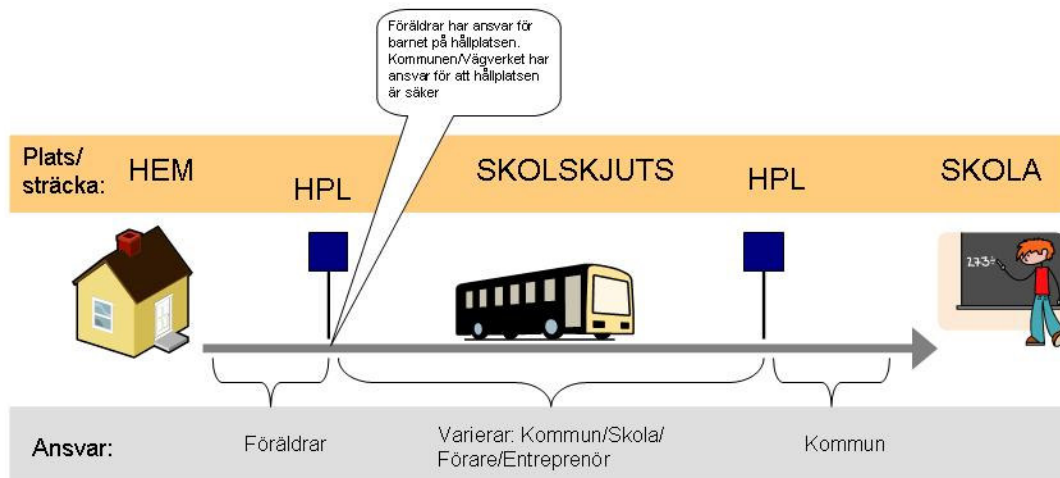 Föräldrar har ansvar för
barnet på hållplatsen.
Kommunen/Vägverket har
ansvar för att hållplatsen
är säker
Plats/
sträcka:
HEM
HPL
SKOLSKJUTS
HPL
SKOLA
273÷
Ansvar:
Föräldrar
Varierar: Kommun/Skola/
Förare/Entreprenör
Kommun